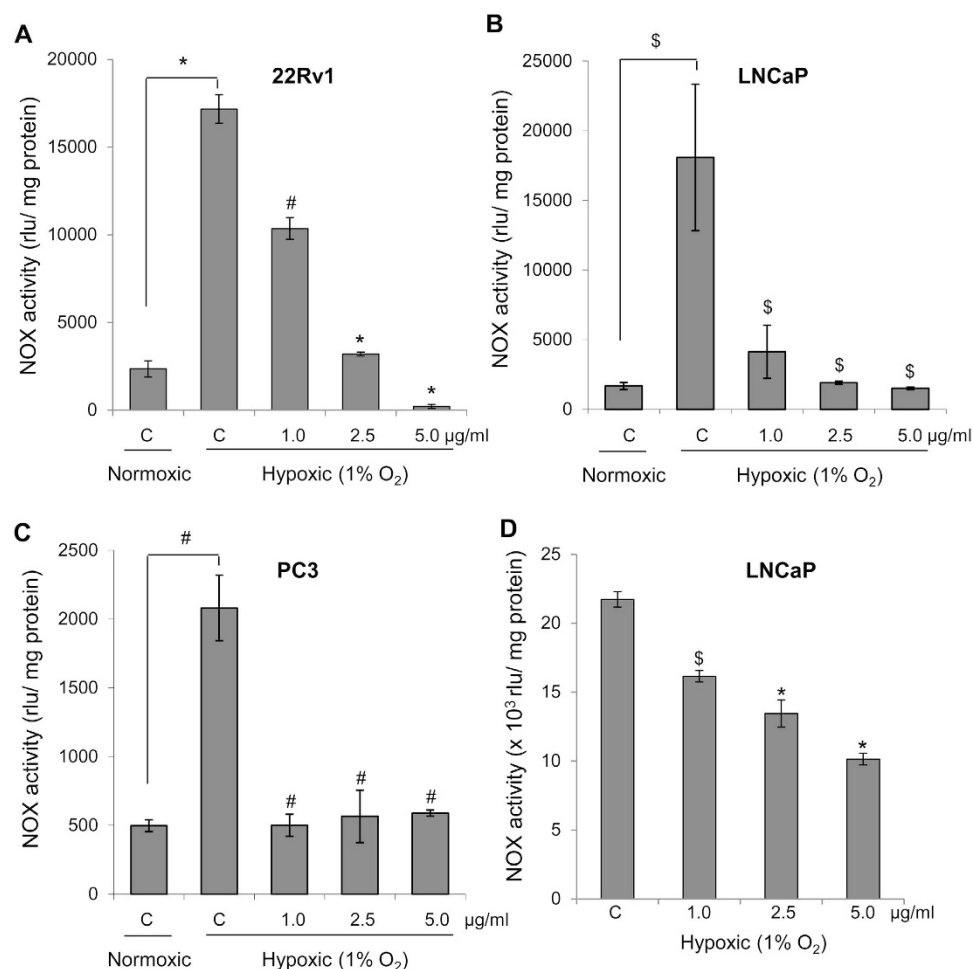 A
22Rv1
NOX activity (rlu/ mg protein)
20000
15000
10000
5000
0
*
#
*
*
C C 1.0 2.5 5.0 µg/ml
Normoxic Hypoxic (1% O₂)
B
LNCaP
NOX activity (rlu/ mg protein)
25000
20000
15000
10000
5000
0
$
$
$
$
C C 1.0 2.5 5.0 µg/ml
Normoxic Hypoxic (1% O₂)
C
PC3
NOX activity (rlu/ mg protein)
2500
2000
1500
1000
500
0
#
#
#
#
C C 1.0 2.5 5.0 µg/ml
Normoxic Hypoxic (1% O₂)
D
LNCaP
NOX activity (x 10³ rlu/ mg protein)
25
22
15
10
5
0
$
*
*
C 1.0 2.5 5.0 µg/ml
Hypoxic (1% O₂)